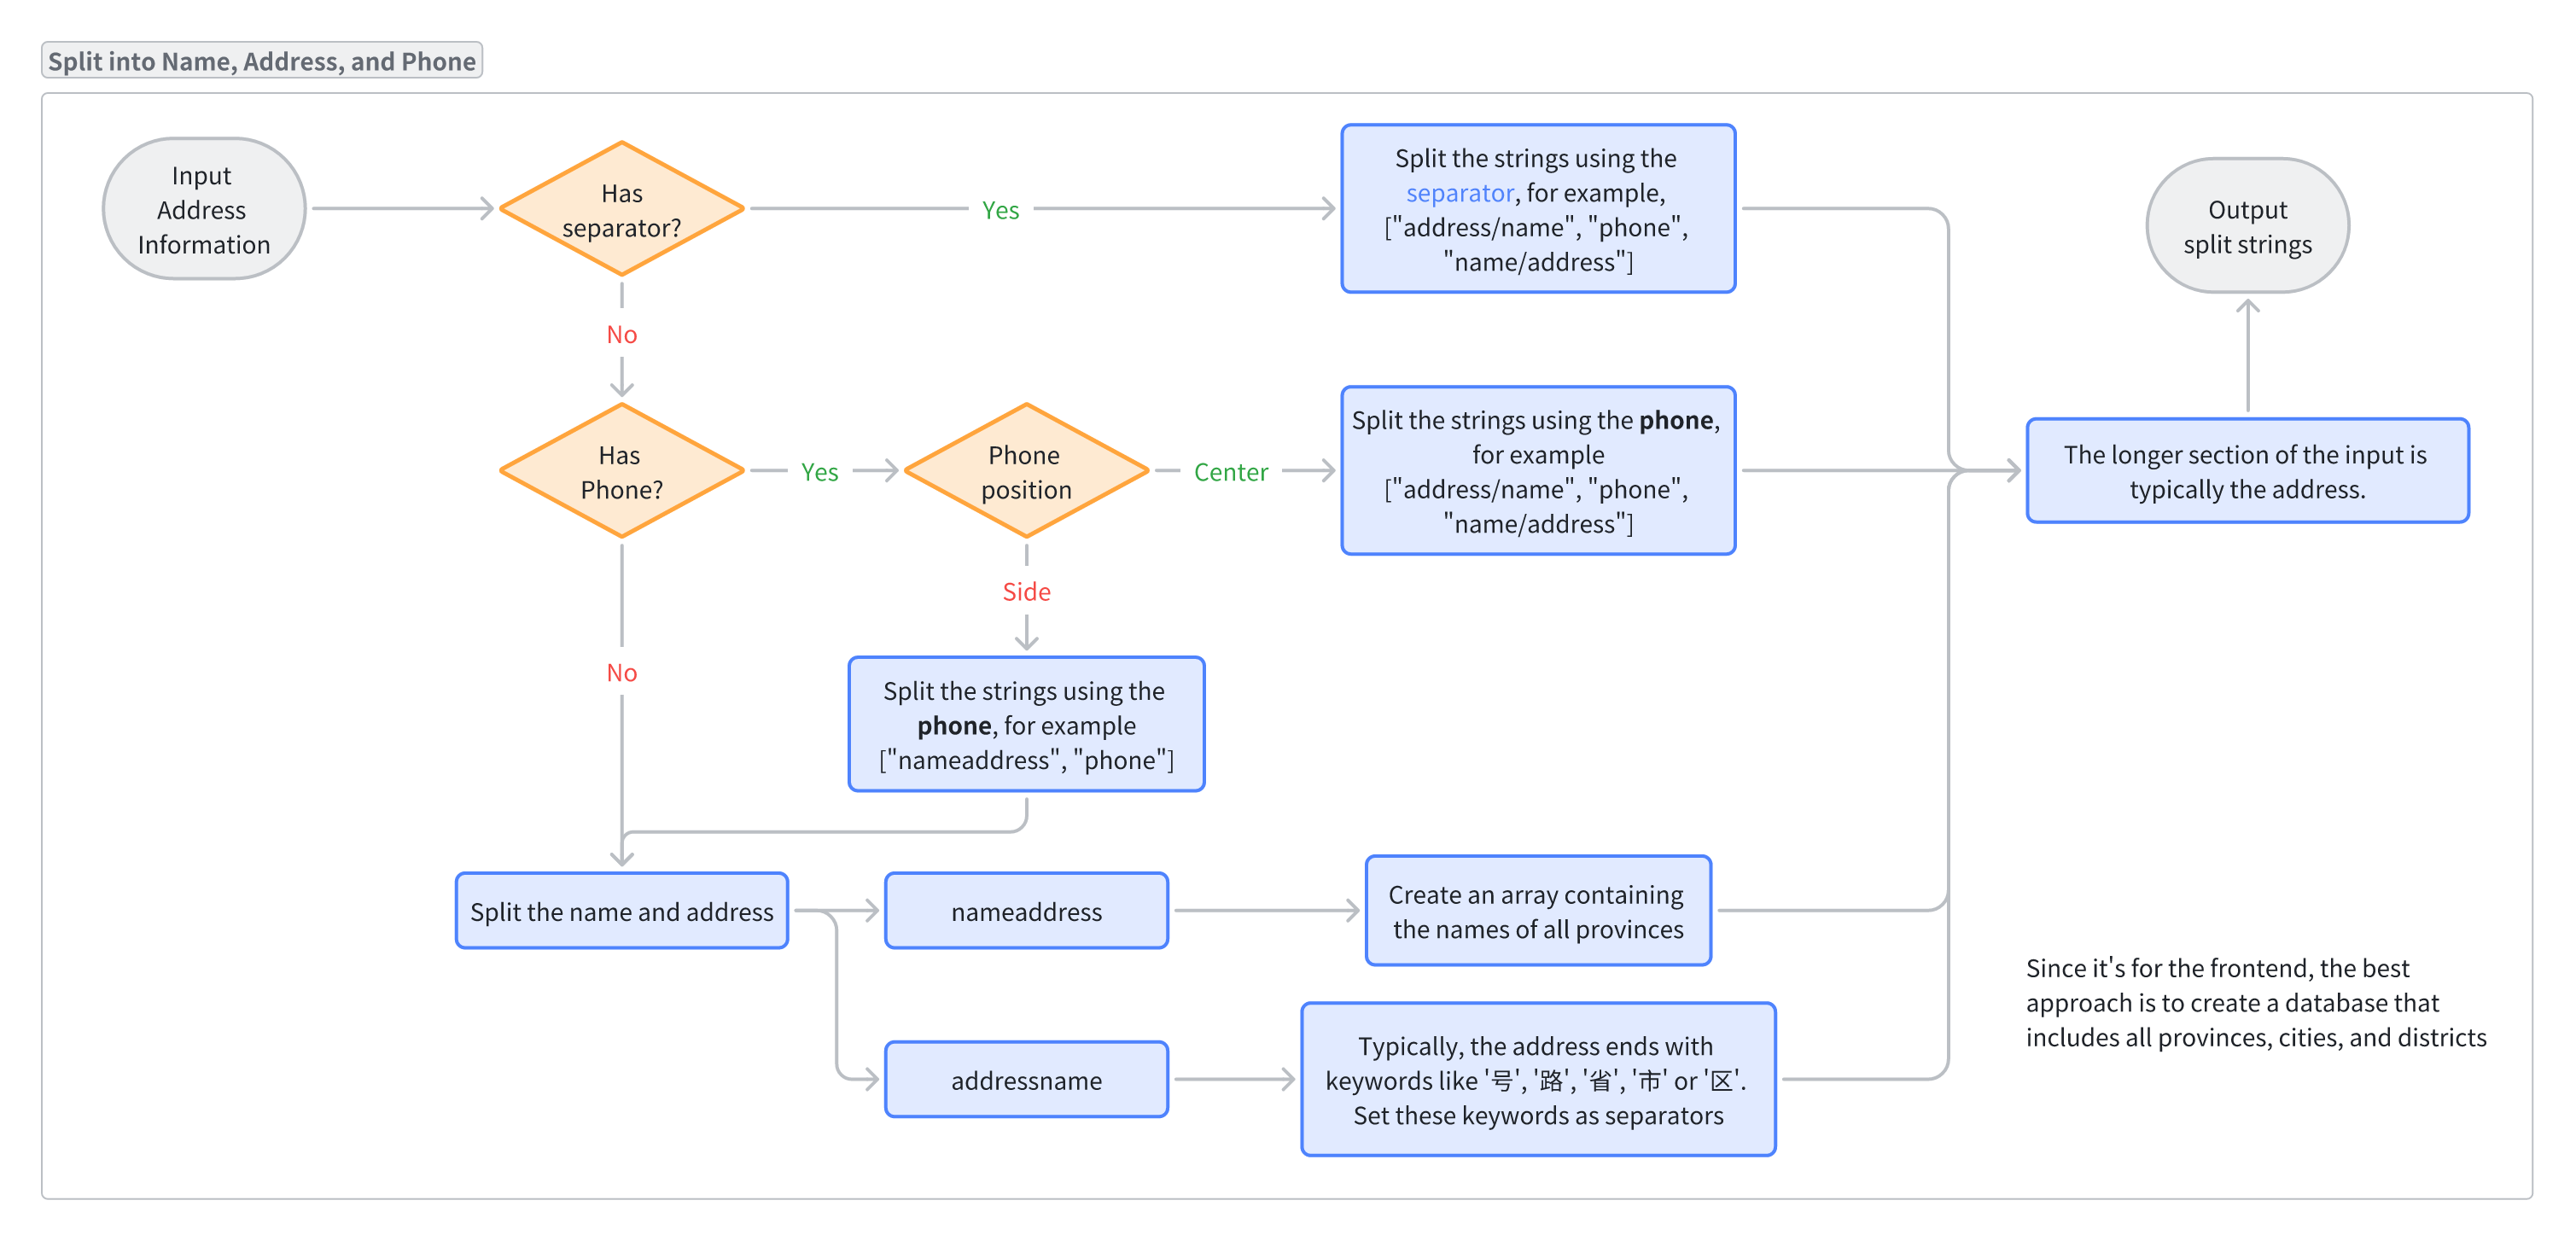 Split into Name, Address, and Phone
Input
Address
Information
Has
separator?
Yes
Split the strings using the
separator, for example,
["address/name", "phone",
"name/address"]
Output
split strings
No
Has
Phone?
Yes
Phone
position
Center
Split the strings using the phone,
for example
["address/name", "phone",
"name/address"]
The longer section of the input is
typically the address.
Side
No
Split the strings using the
phone, for example
["nameaddress", "phone"]
Split the name and address
nameaddress
Create an array containing
the names of all provinces
addressname
Typically, the address ends with
keywords like '号', '路', '省', '市' or '区'.
Set these keywords as separators
Since it's for the frontend, the best
approach is to create a database that
includes all provinces, cities, and districts